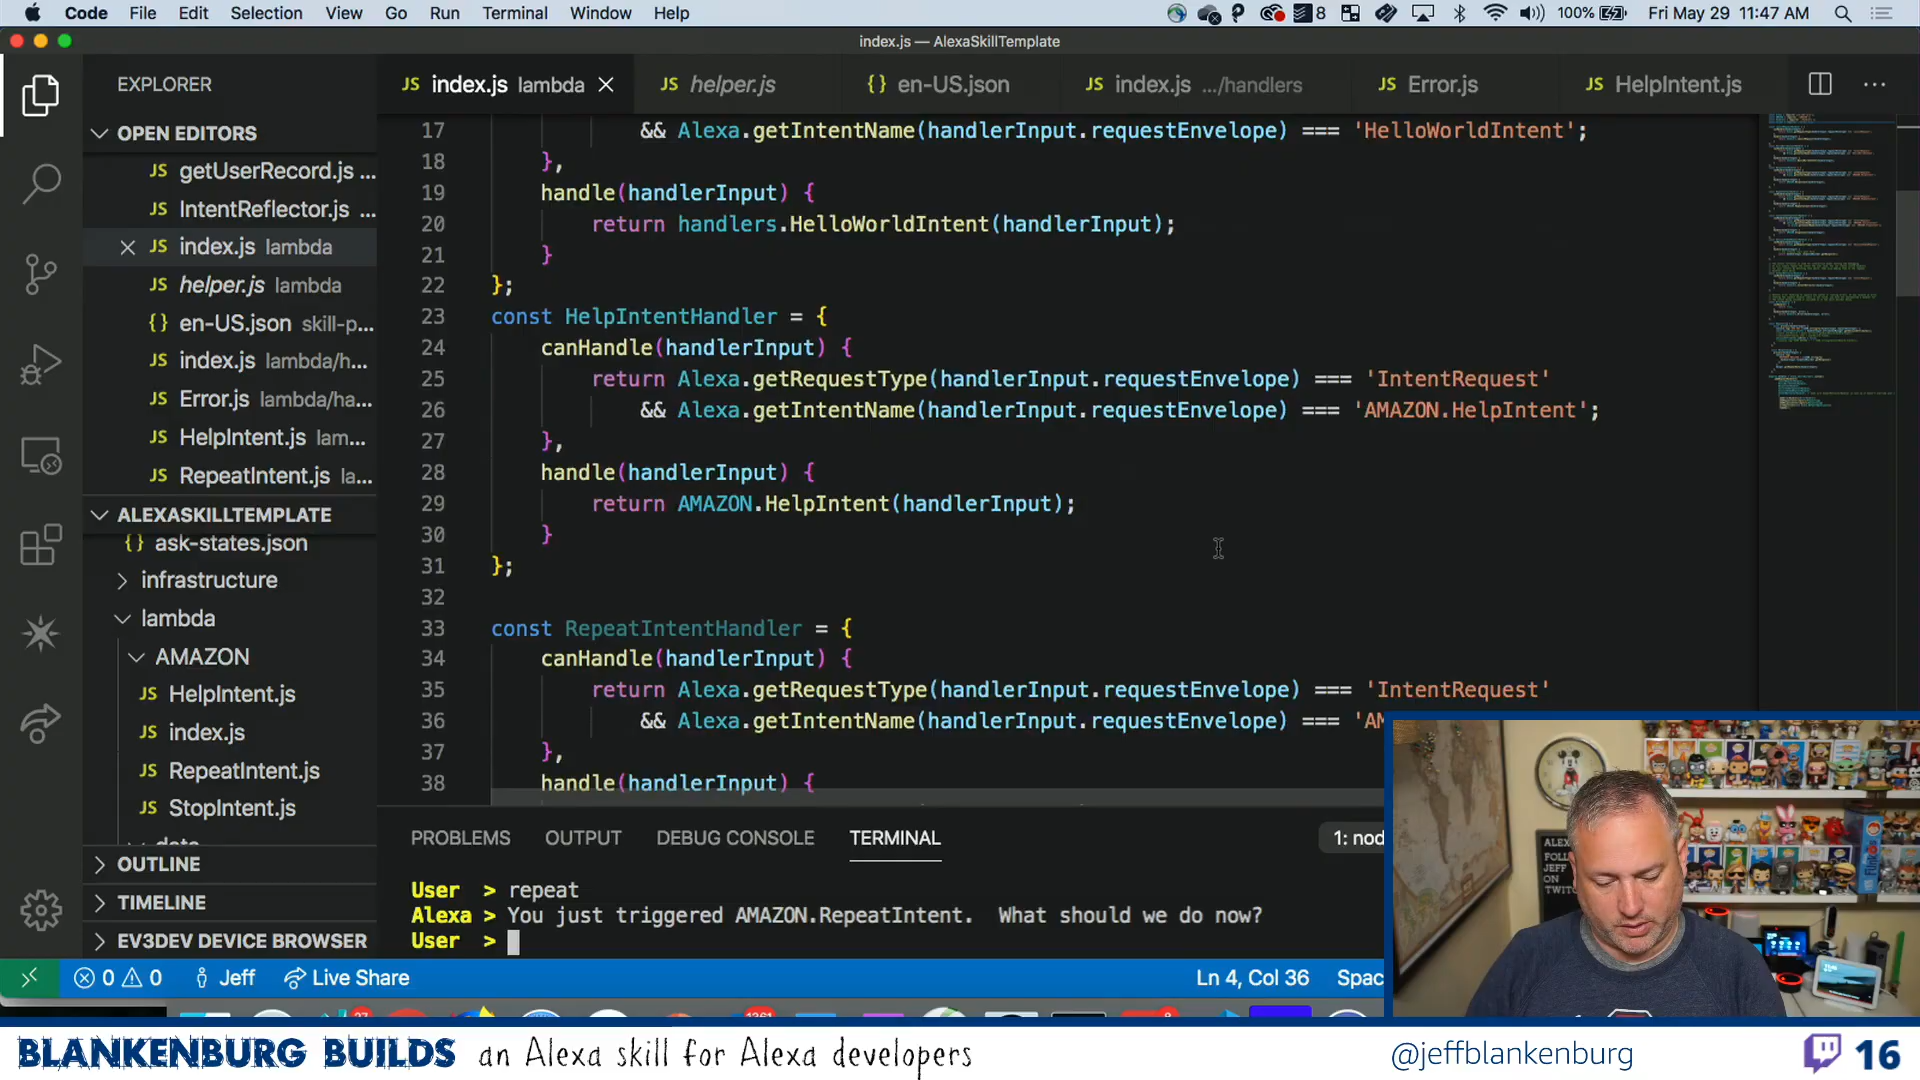 Code File Edit Selection View Go Run Terminal Window Help 8 100% Fri May 29 11:47 AM
index.js — AlexaSkillTemplate
EXPLORER
JS index.js lambda
JS helper.js
{} en-US.json
JS index.js .../handlers
JS Error.js
JS HelpIntent.js
OPEN EDITORS
JS getUserRecord.js ...
JS IntentReflector.js ...
JS index.js lambda
JS helper.js lambda
{} en-US.json skill-p...
JS index.js lambda/h...
JS Error.js lambda/ha...
JS HelpIntent.js lam...
JS RepeatIntent.js la...
ALEXASKILLTEMPLATE
{} ask-states.json
infrastructure
lambda
AMAZON
JS HelpIntent.js
JS index.js
JS RepeatIntent.js
JS StopIntent.js
data
OUTLINE
TIMELINE
EV3DEV DEVICE BROWSER
17 && Alexa.getIntentName(handlerInput.requestEnvelope) === 'HelloWorldIntent';
18 },
19 handle(handlerInput) {
20 return handlers.HelloWorldIntent(handlerInput);
21 }
22 };
23 const HelpIntentHandler = {
24 canHandle(handlerInput) {
25 return Alexa.getRequestType(handlerInput.requestEnvelope) === 'IntentRequest'
26 && Alexa.getIntentName(handlerInput.requestEnvelope) === 'AMAZON.HelpIntent';
27 },
28 handle(handlerInput) {
29 return AMAZON.HelpIntent(handlerInput);
30 }
31 };
32
33 const RepeatIntentHandler = {
34 canHandle(handlerInput) {
35 return Alexa.getRequestType(handlerInput.requestEnvelope) === 'IntentRequest'
36 && Alexa.getIntentName(handlerInput.requestEnvelope) === 'AM
37 },
38 handle(handlerInput) {
PROBLEMS OUTPUT DEBUG CONSOLE TERMINAL 1: nod
User > repeat
Alexa > You just triggered AMAZON.RepeatIntent. What should we do now?
User >
0 0 Jeff Live Share Ln 4, Col 36 Spac
ALEX
FOLL
JEFF
ON
TWITC
BLANKENBURG BUILDS an Alexa skill for Alexa developers @jeffblankenburg 16